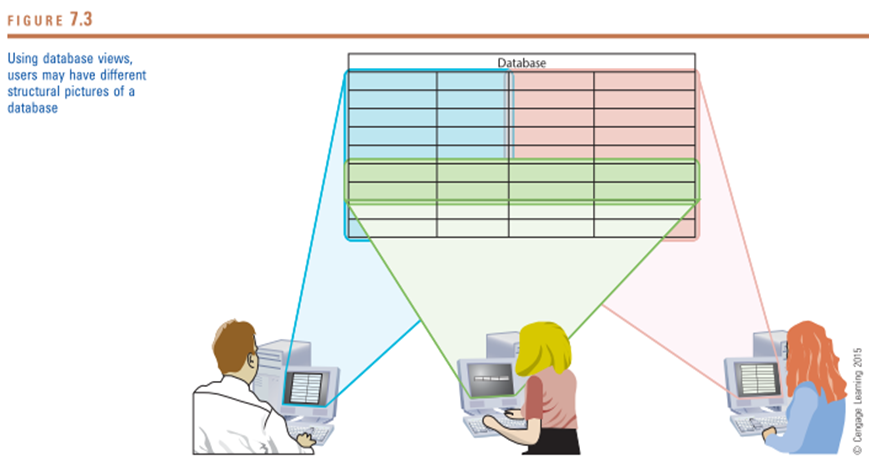 FIGURE 7.3
Using database views,
users may have different
structural pictures of a
database
Database
© Cengage Learning 2015